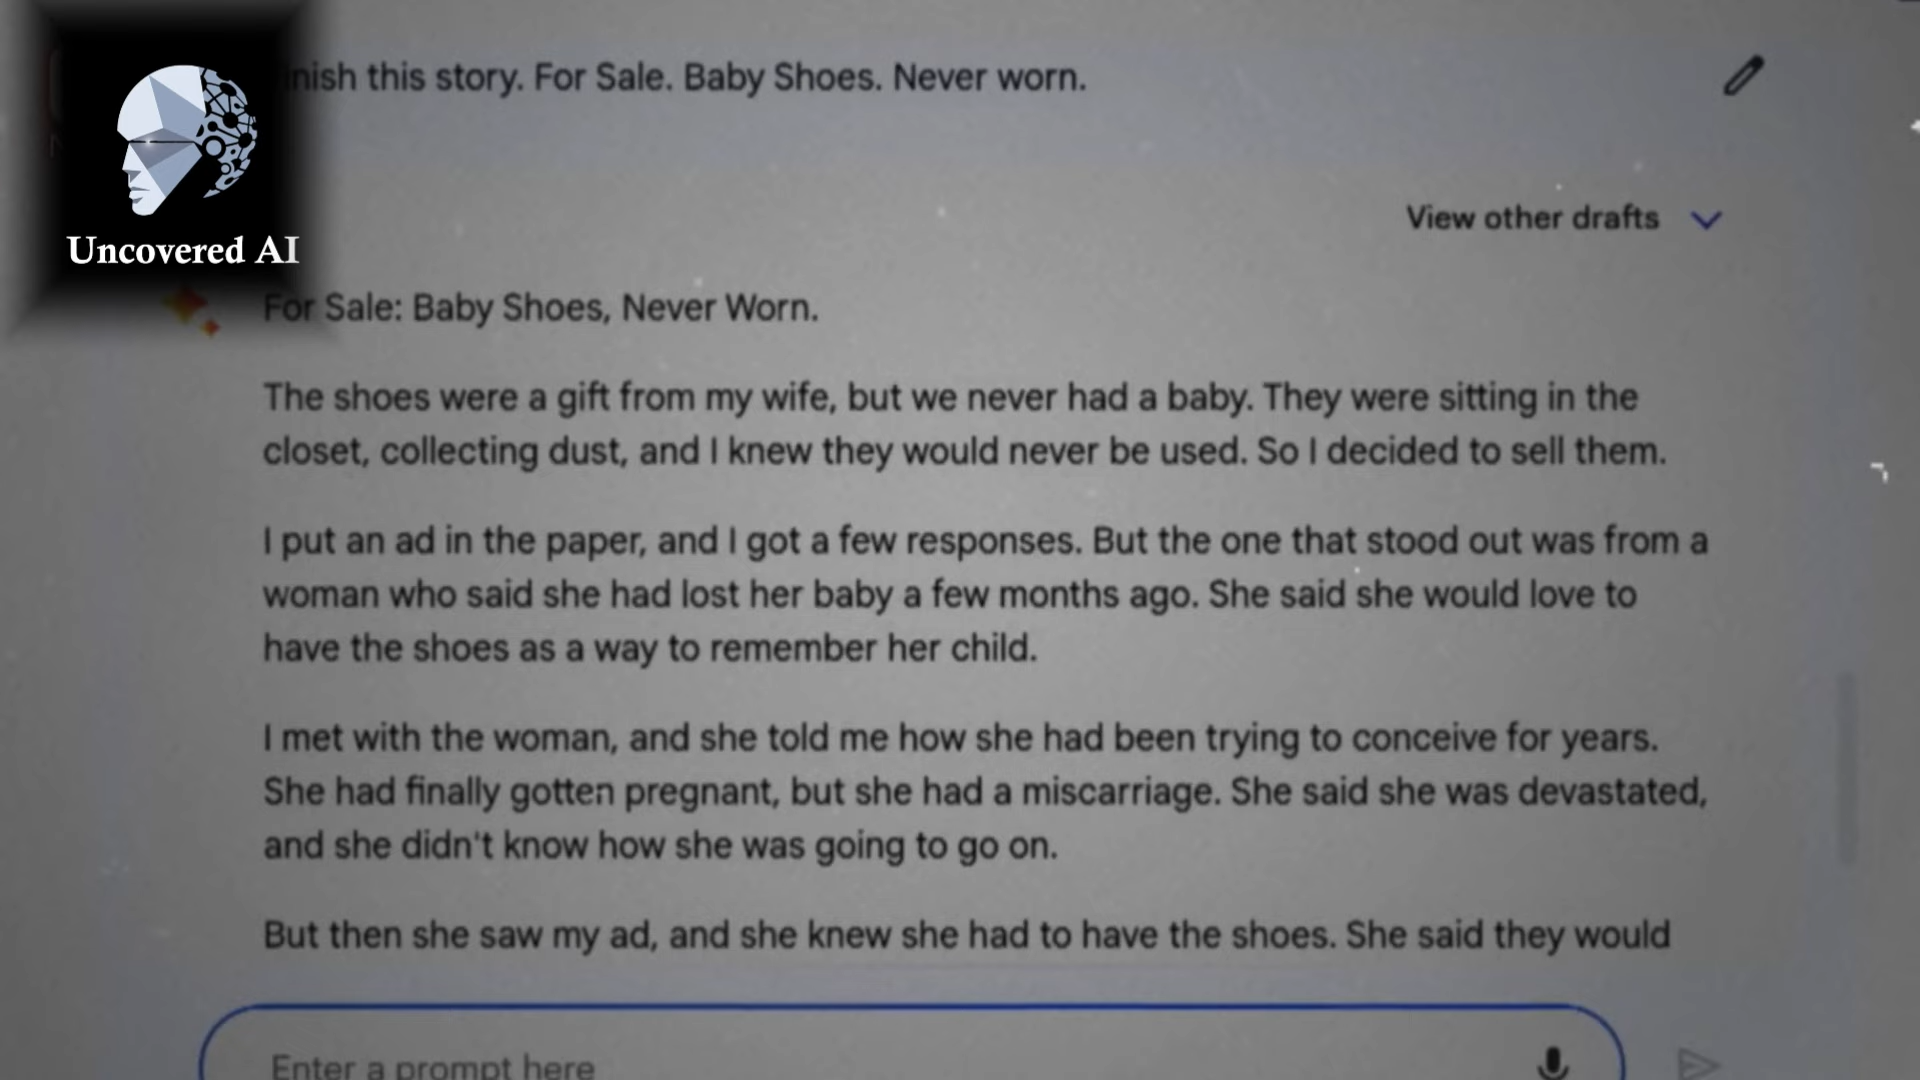 nish this story. For Sale. Baby Shoes. Never worn.
Uncovered AI
View other drafts
For Sale: Baby Shoes, Never Worn.
The shoes were a gift from my wife, but we never had a baby. They were sitting in the
closet, collecting dust, and I knew they would never be used. So I decided to sell them.
I put an ad in the paper, and I got a few responses. But the one that stood out was from a
woman who said she had lost her baby a few months ago. She said she would love to
have the shoes as a way to remember her child.
I met with the woman, and she told me how she had been trying to conceive for years.
She had finally gotten pregnant, but she had a miscarriage. She said she was devastated,
and she didn't know how she was going to go on.
But then she saw my ad, and she knew she had to have the shoes. She said they would
Enter a prompt here